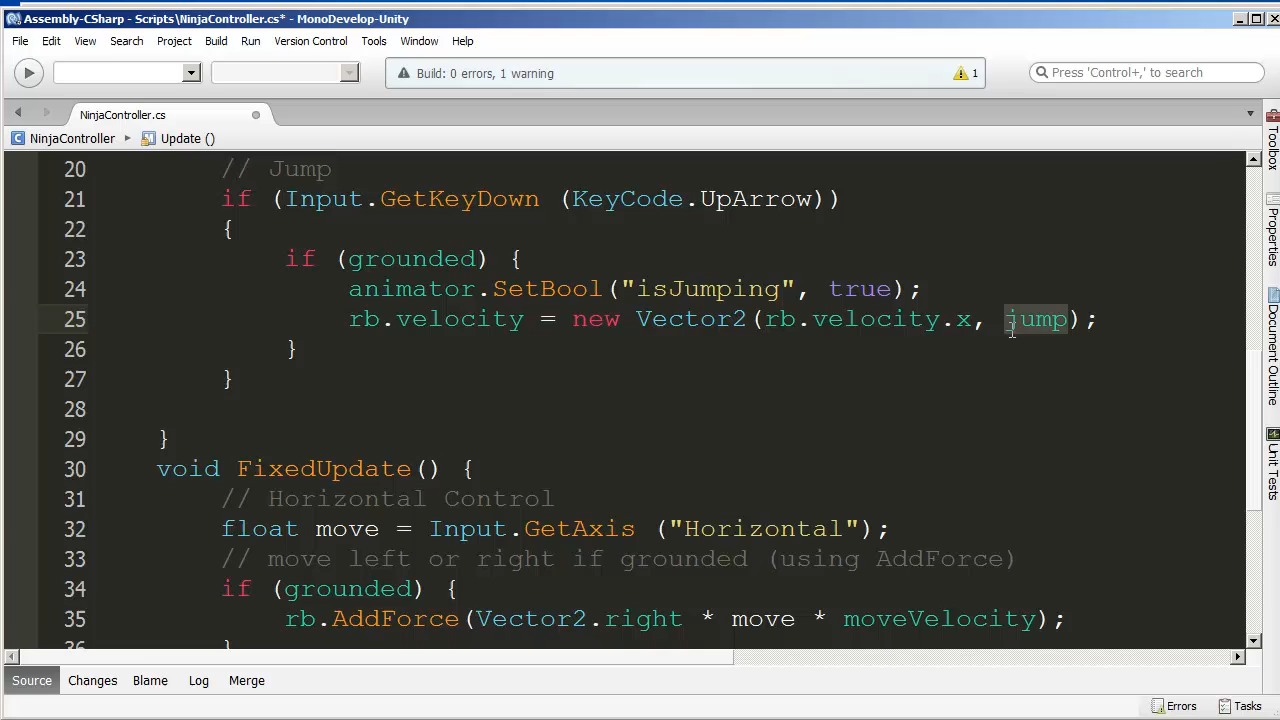 Assembly-CSharp - Scripts\NinjaController.cs* - MonoDevelop-Unity
File Edit View Search Project Build Run Version Control Tools Window Help
Build: 0 errors, 1 warning 1 Press 'Control+,' to search
NinjaController.cs
C NinjaController Update ()
20 // Jump
21 if (Input.GetKeyDown (KeyCode.UpArrow))
22 {
23 if (grounded) {
24 animator.SetBool("isJumping", true);
25 rb.velocity = new Vector2(rb.velocity.x, jump);
26 }
27 }
28
29 }
30 void FixedUpdate() {
31 // Horizontal Control
32 float move = Input.GetAxis ("Horizontal");
33 // move left or right if grounded (using AddForce)
34 if (grounded) {
35 rb.AddForce(Vector2.right * move * moveVelocity);
36 }
Toolbox
Properties
Document Outline
Unit Tests
Source Changes Blame Log Merge
Errors Tasks